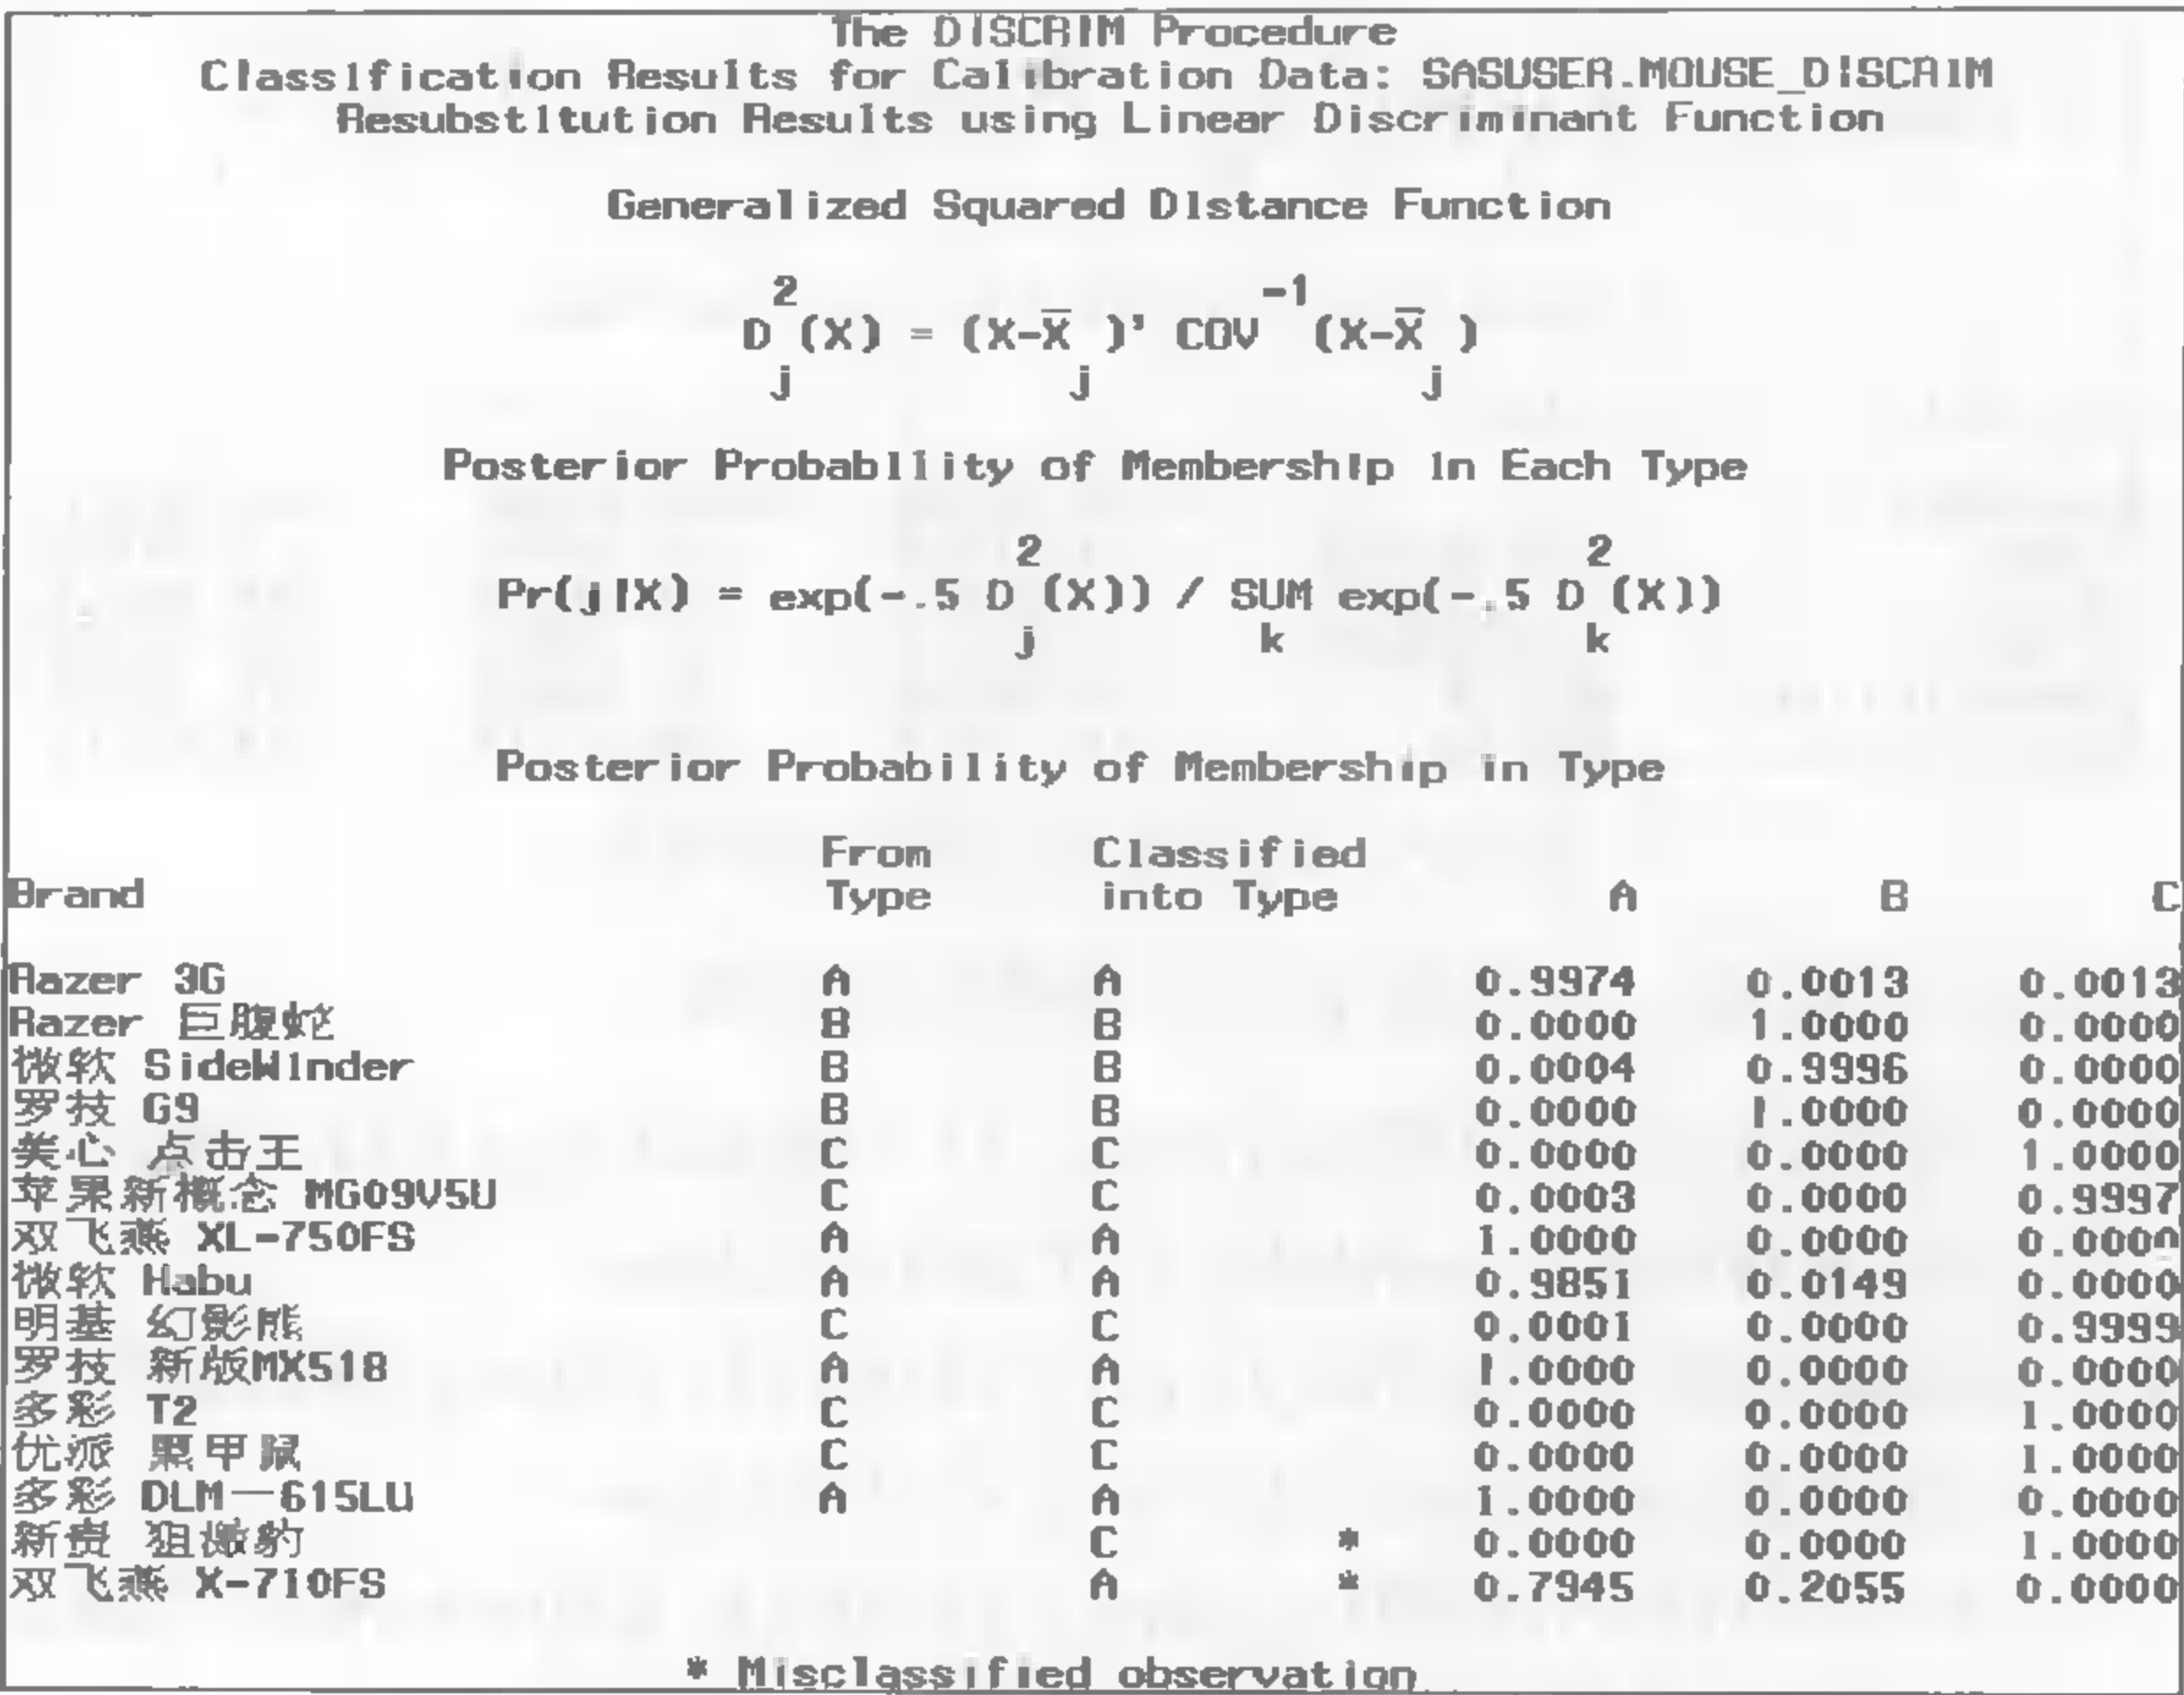 The DISCRIM Procedure
Classification Results for Calibration Data: SASUSER.MOUSE_DISCRIM
Resubstitution Results using Linear Discriminant Function
Generalized Squared Distance Function
2 -1
D (X) = (X-X̅ )' COV (X-X̅ )
j j j
Posterior Probability of Membership in Each Type
2 2
Pr(j|X) = exp(-.5 D (X)) / SUM exp(-.5 D (X))
j k k
Posterior Probability of Membership in Type
From Classified
Brand Type into Type A B C
Razer 3G A A 0.9974 0.0013 0.0013
Razer 巨腹蛇 B B 0.0000 1.0000 0.0000
微软 SideWinder B B 0.0004 0.9996 0.0000
罗技 G9 B B 0.0000 1.0000 0.0000
美心 点击王 C C 0.0000 0.0000 1.0000
苹果新概念 MG09V5U C C 0.0003 0.0000 0.9997
双飞燕 XL-750FS A A 1.0000 0.0000 0.0000
微软 Habu A A 0.9851 0.0149 0.0000
明基 幻影熊 C C 0.0001 0.0000 0.9999
罗技 新版MX518 A A 1.0000 0.0000 0.0000
多彩 T2 C C 0.0000 0.0000 1.0000
优派 黑甲 C C 0.0000 0.0000 1.0000
多彩 DLM—615LU A A 1.0000 0.0000 0.0000
新贵 C * 0.0000 0.0000 1.0000
双飞燕 X-710FS A * 0.7945 0.2055 0.0000
* Misclassified observation